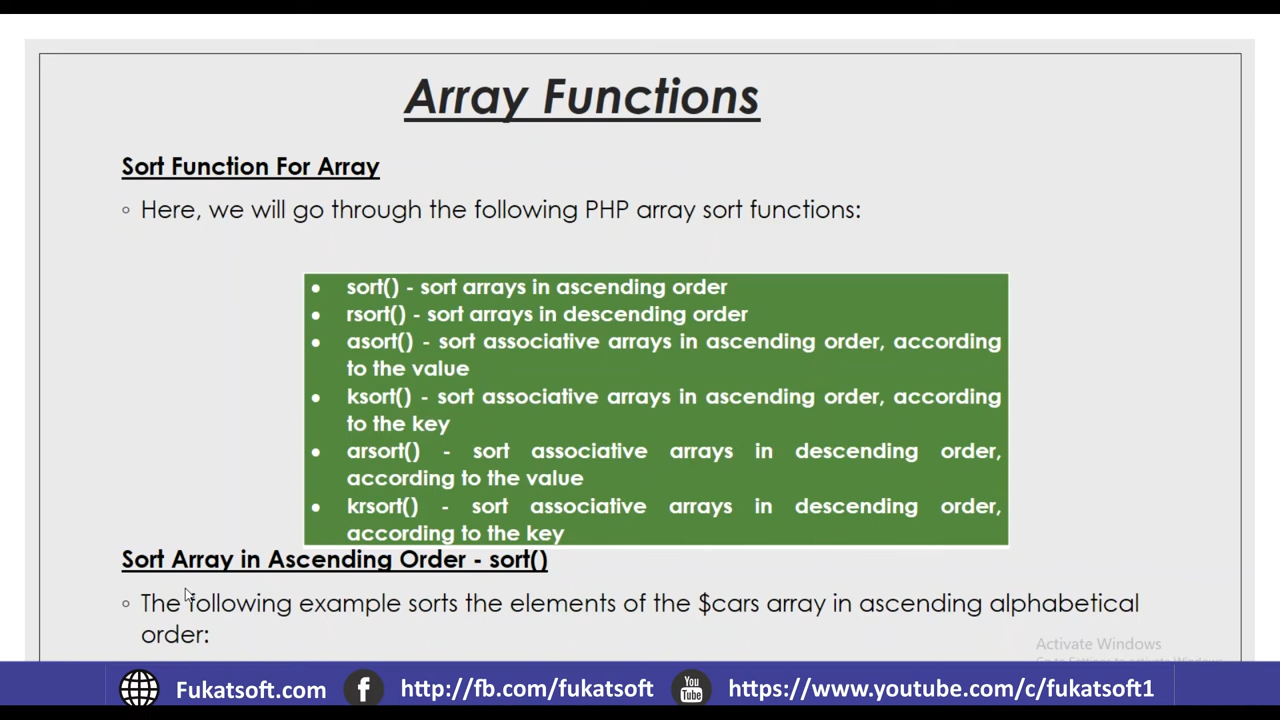 Array Functions
Sort Function For Array
◦ Here, we will go through the following PHP array sort functions:
• sort() - sort arrays in ascending order
• rsort() - sort arrays in descending order
• asort() - sort associative arrays in ascending order, according
to the value
• ksort() - sort associative arrays in ascending order, according
to the key
• arsort() - sort associative arrays in descending order,
according to the value
• krsort() - sort associative arrays in descending order,
according to the key
Sort Array in Ascending Order - sort()
◦ The following example sorts the elements of the $cars array in ascending alphabetical
order:
Activate Windows
Fukatsoft.com http://fb.com/fukatsoft You Tube https://www.youtube.com/c/fukatsoft1